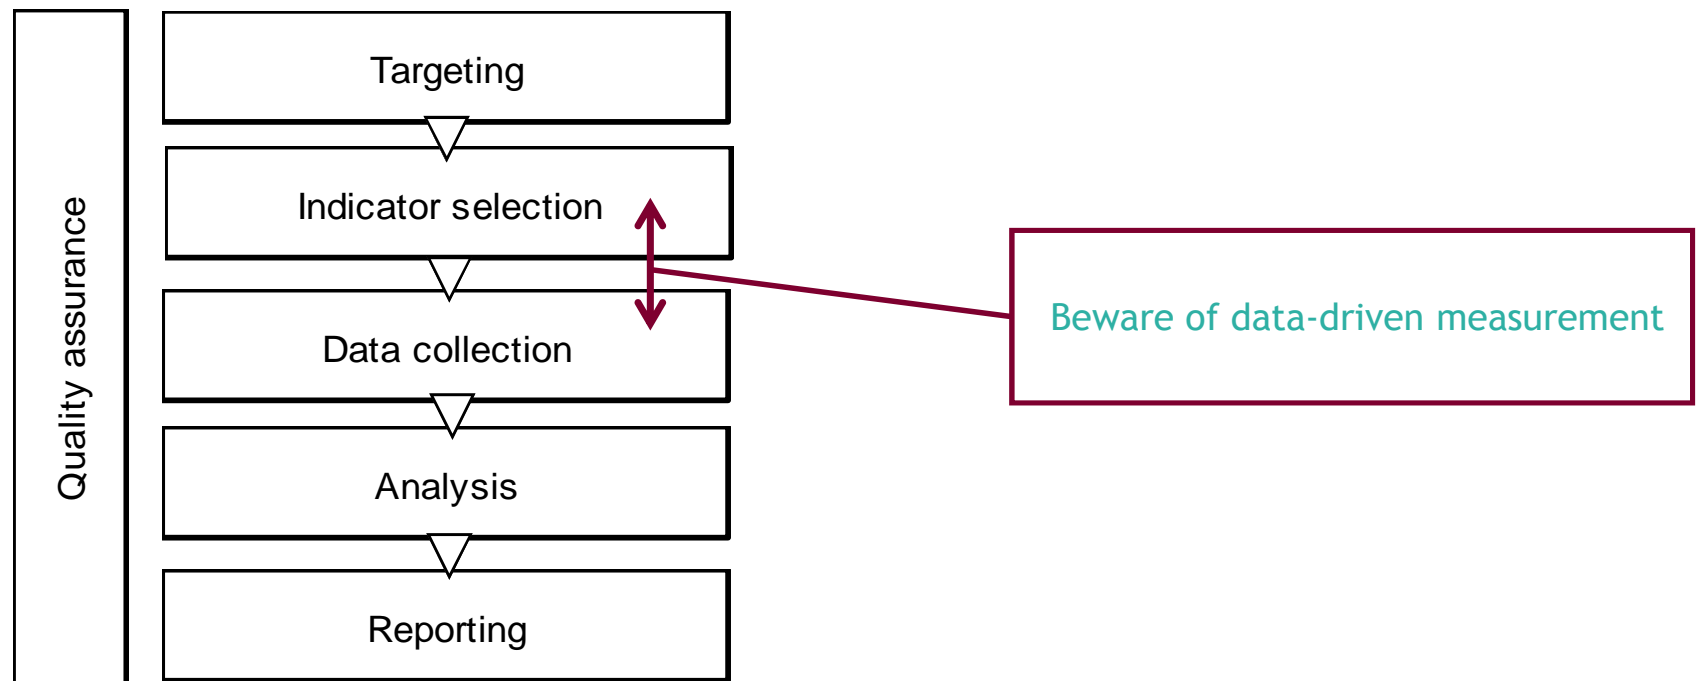 Quality assurance
Targeting
Indicator selection
Data collection
Analysis
Reporting
Beware of data-driven measurement